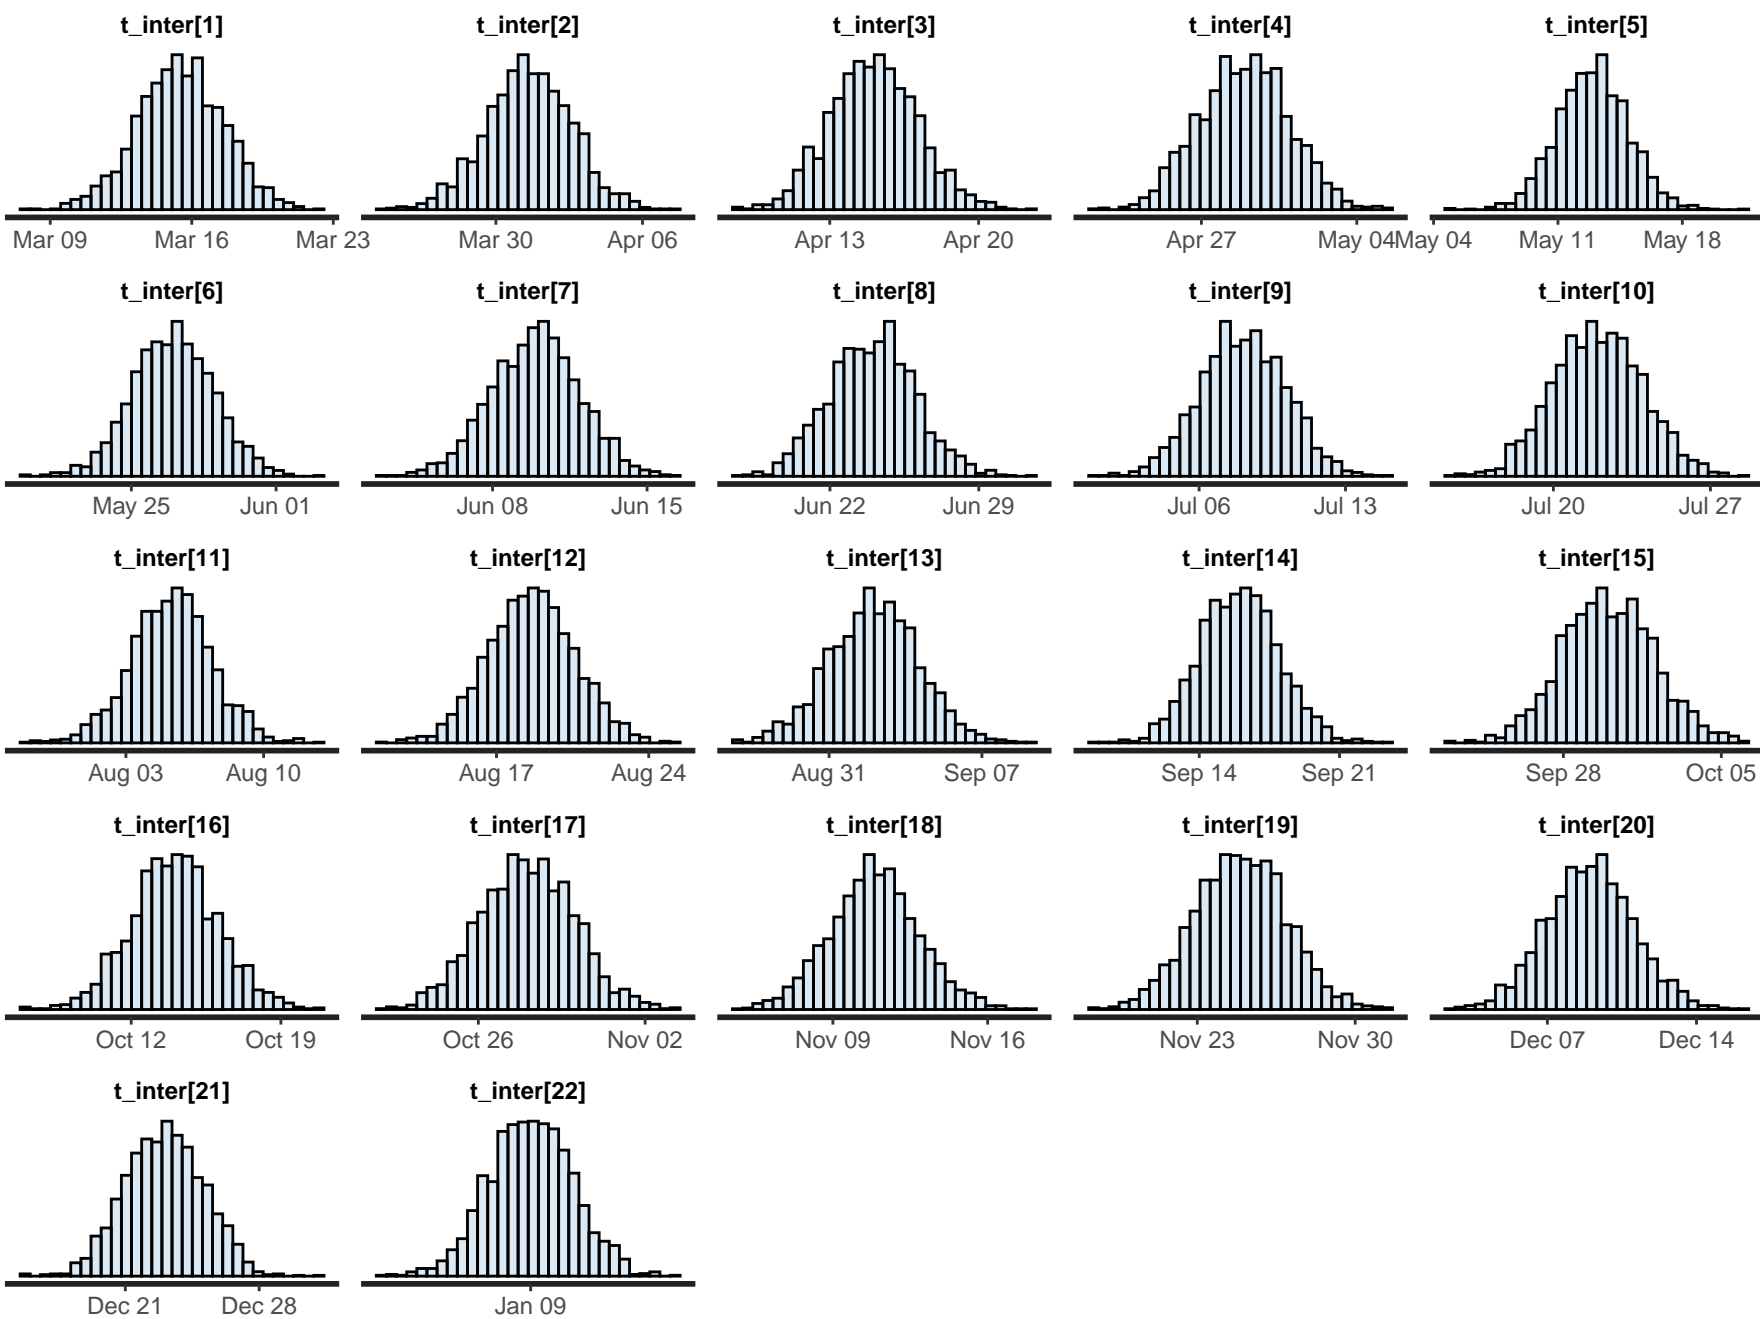 t_inter[1] t_inter[2] t_inter[3] t_inter[4] t_inter[5]
Mar 09 Mar 16 Mar 23 Mar 30 Apr 06 Apr 13 Apr 20 Apr 27 May 04 May 04 May 11 May 18
t_inter[6] t_inter[7] t_inter[8] t_inter[9] t_inter[10]
May 25 Jun 01 Jun 08 Jun 15 Jun 22 Jun 29 Jul 06 Jul 13 Jul 20 Jul 27
t_inter[11] t_inter[12] t_inter[13] t_inter[14] t_inter[15]
Aug 03 Aug 10 Aug 17 Aug 24 Aug 31 Sep 07 Sep 14 Sep 21 Sep 28 Oct 05
t_inter[16] t_inter[17] t_inter[18] t_inter[19] t_inter[20]
Oct 12 Oct 19 Oct 26 Nov 02 Nov 09 Nov 16 Nov 23 Nov 30 Dec 07 Dec 14
t_inter[21] t_inter[22]
Dec 21 Dec 28 Jan 09